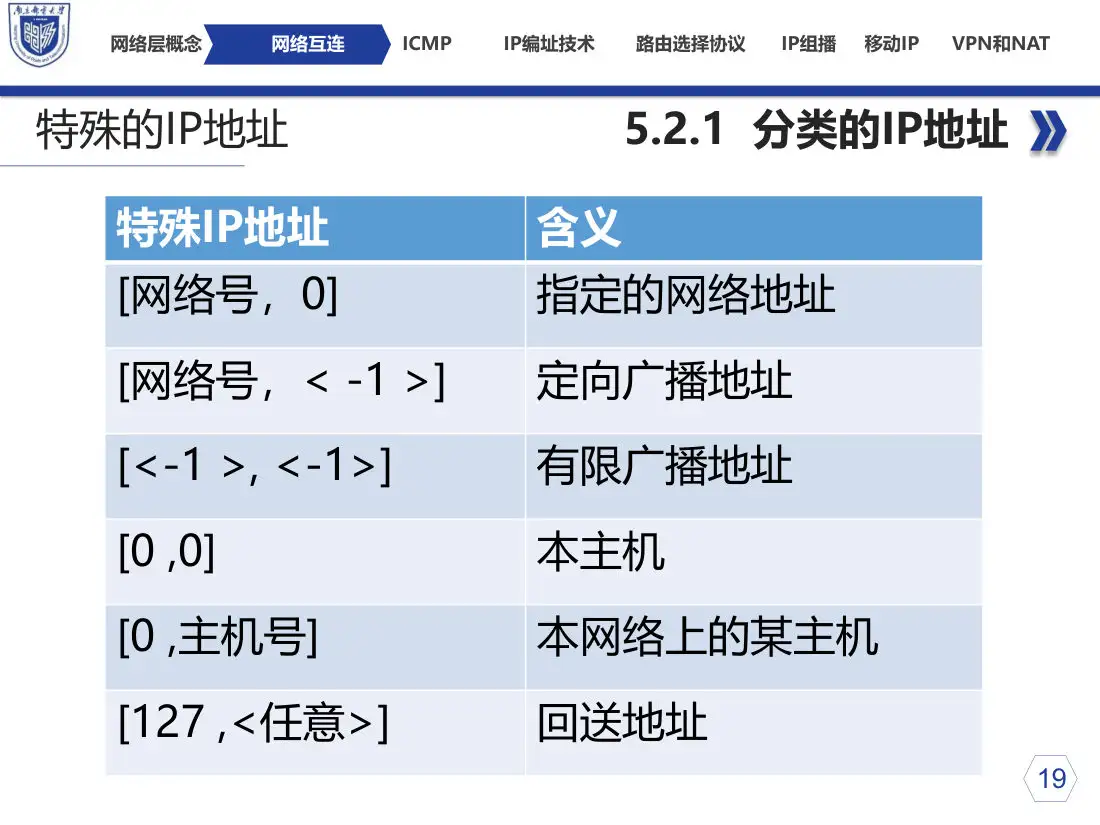 网络层概念 网络互连 ICMP IP编址技术 路由选择协议 IP组播 移动IP VPN和NAT
特殊的IP地址 5.2.1 分类的IP地址
特殊IP地址 含义
[网络号，0] 指定的网络地址
[网络号，< -1 >] 定向广播地址
[<-1 >, <-1>] 有限广播地址
[0 ,0] 本主机
[0 ,主机号] 本网络上的某主机
[127 ,<任意>] 回送地址
19